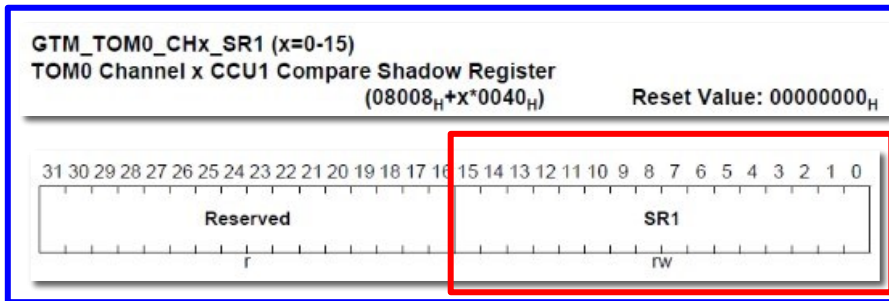 GTM_TOM0_CHx_SR1 (x=0-15)
TOM0 Channel x CCU1 Compare Shadow Register
(08008H+x*0040H) Reset Value: 00000000H
31 30 29 28 27 26 25 24 23 22 21 20 19 18 17 16 15 14 13 12 11 10 9 8 7 6 5 4 3 2 1 0
Reserved SR1
r rw